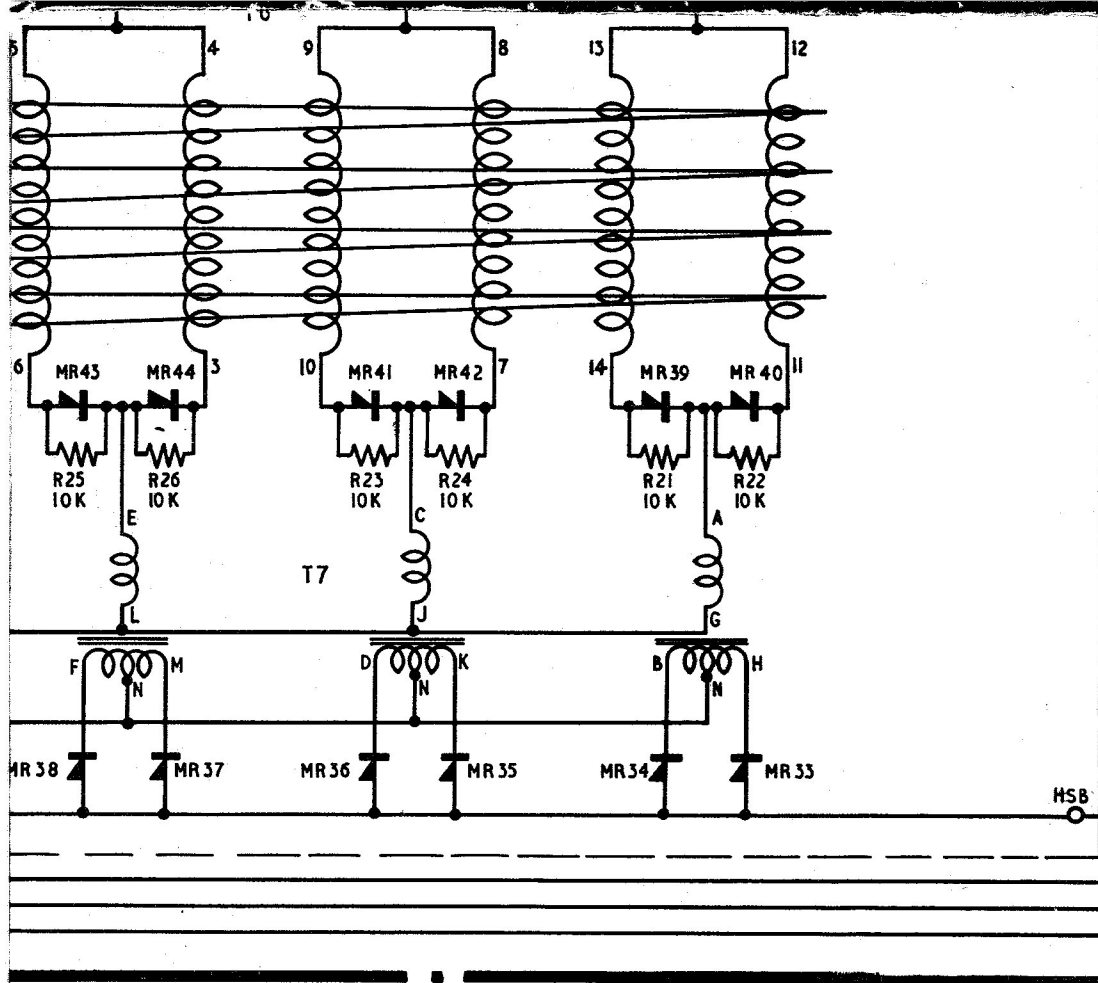 5 4 9 8 13 12
6 MR43 MR44 3 10 MR41 MR42 7 14 MR39 MR40 11
R25 R26 R23 R24 R21 R22
10K 10K 10K 10K 10K 10K
E C A
T7
L J G
F M D K B H
N N N
MR38 MR37 MR36 MR35 MR34 MR33
HSB